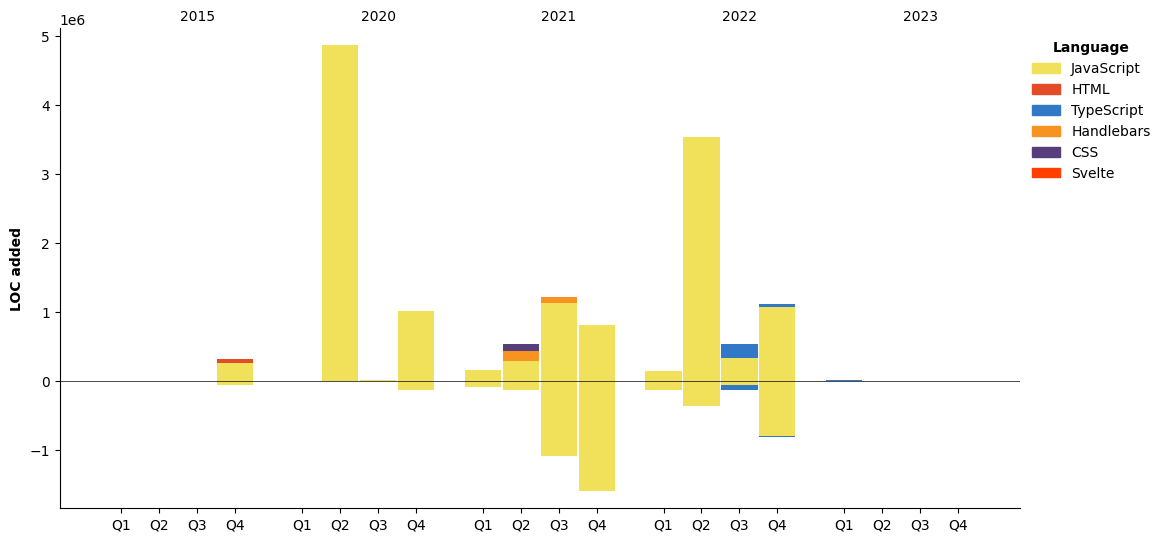 2015 2020 2021 2022 2023
1e6
Language
JavaScript
HTML
TypeScript
Handlebars
CSS
Svelte
LOC added
5
4
3
2
1
0
−1
Q1 Q2 Q3 Q4 Q1 Q2 Q3 Q4 Q1 Q2 Q3 Q4 Q1 Q2 Q3 Q4 Q1 Q2 Q3 Q4